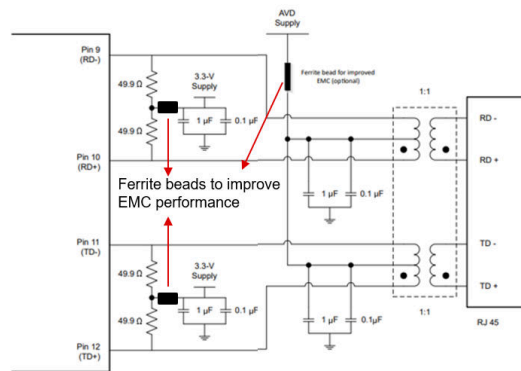 AVD
Supply
Pin 9
(RD-)
49.9 Ω
3.3-V
Supply
Ferrite bead for improved
EMC (optional)
1:1
1 µF
0.1 µF
49.9 Ω
RD -
Pin 10
(RD+)
RD +
Ferrite beads to improve
EMC performance
1 µF
0.1 µF
Pin 11
(TD-)
TD -
49.9 Ω
3.3-V
Supply
TD +
1 µF
0.1 µF
1 µF
0.1µF
49.9Ω
1:1
RJ 45
Pin 12
(TD+)